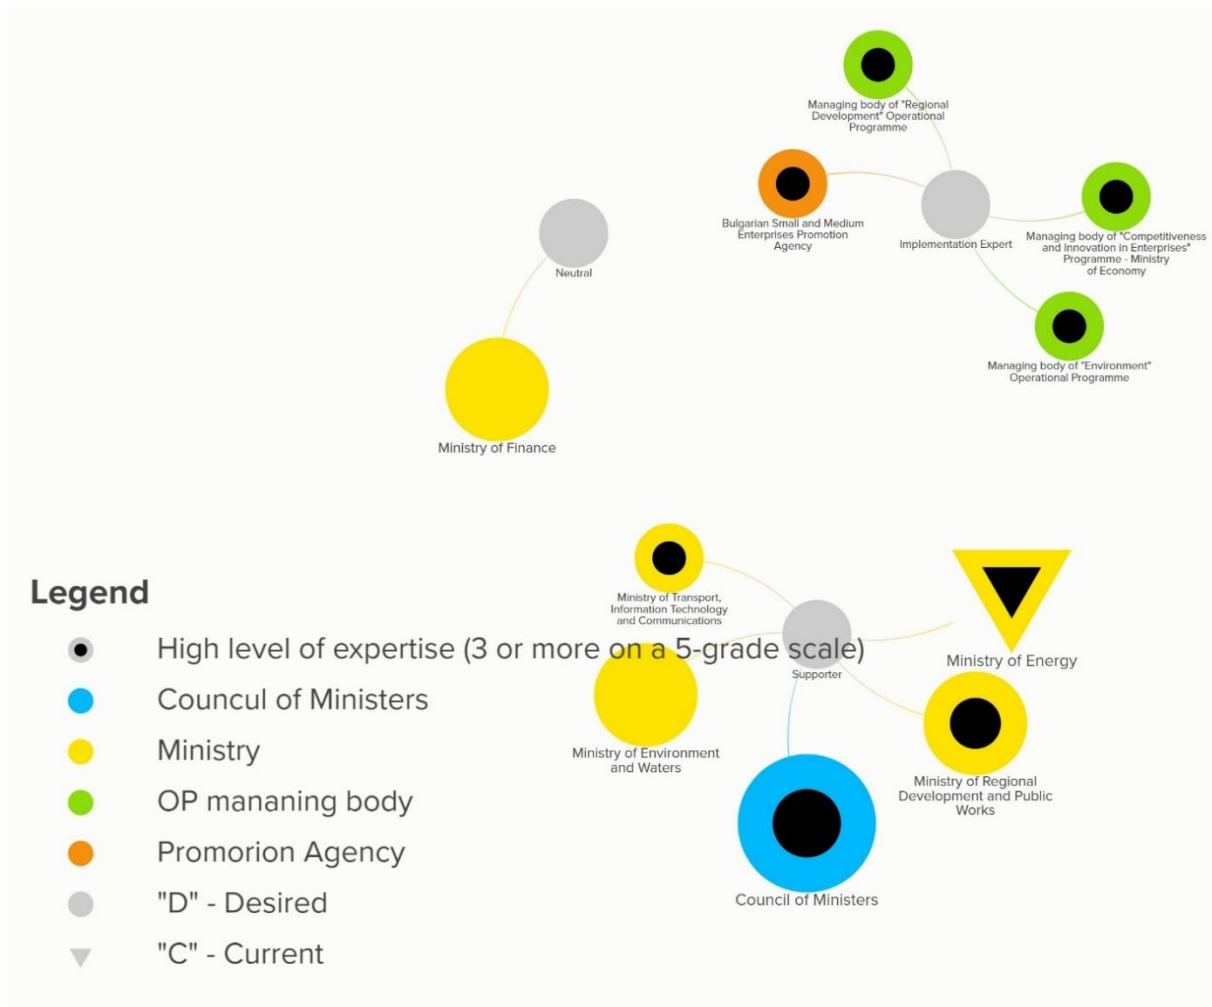 Managing body of "Regional
Development" Operational
Programme
Bulgarian Small and Medium
Enterprises Promotion
Agency
Implementation Expert
Managing body of "Competitiveness
and Innovation in Enterprises"
Programme - Ministry
of Economy
Managing body of "Environment"
Operational Programme
Neutral
Ministry of Finance
Ministry of Transport,
Information Technology
and Communications
Supporter
Ministry of Energy
Ministry of Environment
and Waters
Ministry of Regional
Development and Public
Works
Council of Ministers
Legend
High level of expertise (3 or more on a 5-grade scale)
Councul of Ministers
Ministry
OP mananing body
Promorion Agency
"D" - Desired
"C" - Current